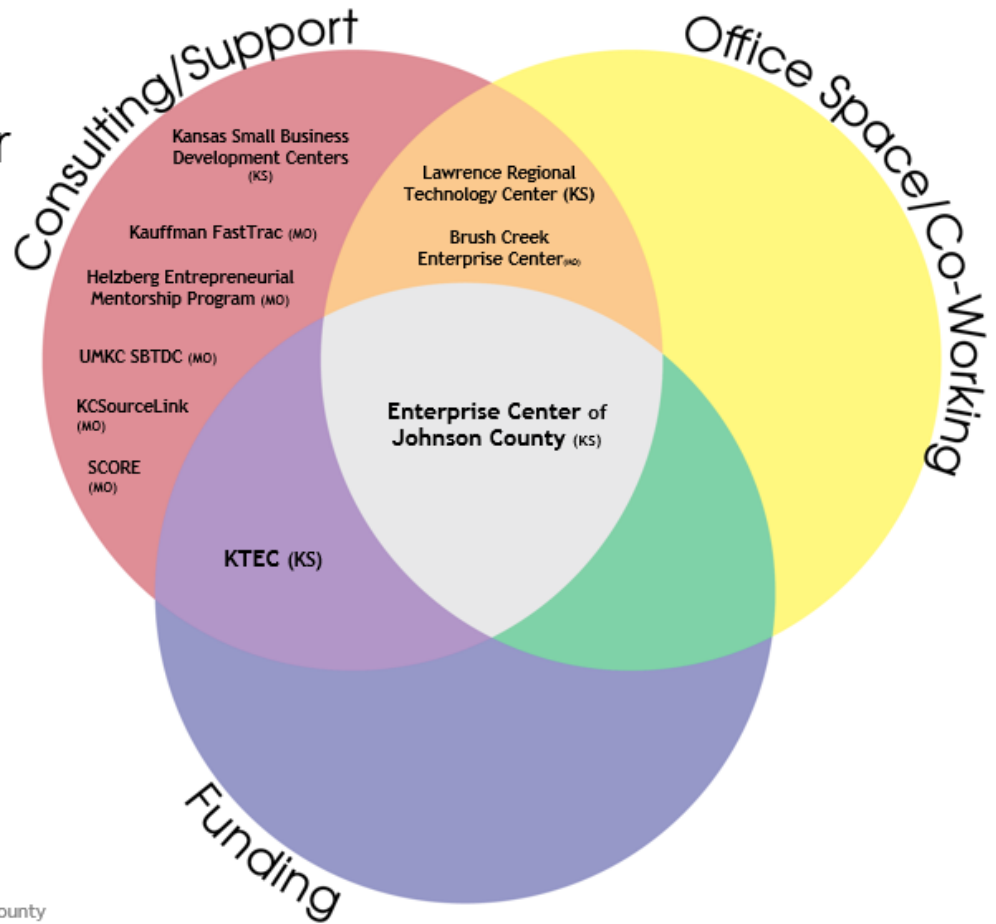 Consulting/Support
Office Space/Co-Working
Kansas Small Business
Development Centers
(KS)
Kauffman FastTrac (MO)
Helzberg Entrepreneurial
Mentorship Program (MO)
UMKC SBTDC (MO)
KCSourceLink
(MO)
SCORE
(MO)
Lawrence Regional
Technology Center (KS)
Brush Creek
Enterprise Center(MO)
Enterprise Center of
Johnson County (KS)
KTEC (KS)
Funding